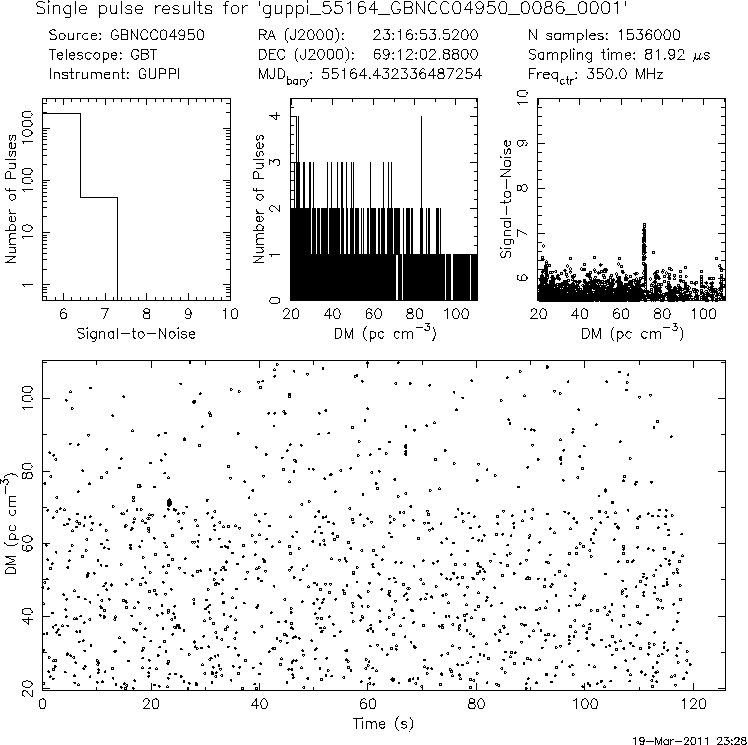 Single pulse results for 'guppi_55164_GBNCC04950_0086_0001'
Source: GBNCC04950 RA (J2000): 23:16:53.5200 N samples: 1536000
Telescope: GBT DEC (J2000): 69:12:02.8800 Sampling time: 81.92 μs
Instrument: GUPPI MJD_bary: 55164.432336487254 Freq_ctr: 350.0 MHz
Number of Pulses
1 10 100 1000
6 7 8 9 10
Signal-to-Noise
Number of Pulses
0 1 2 3 4
20 40 60 80 100
DM (pc cm⁻³)
Signal-to-Noise
6 7 8 9 10
20 40 60 80 100
DM (pc cm⁻³)
DM (pc cm⁻³)
20 40 60 80 100
0 20 40 60 80 100 120
Time (s)
19-Mar-2011 23:28